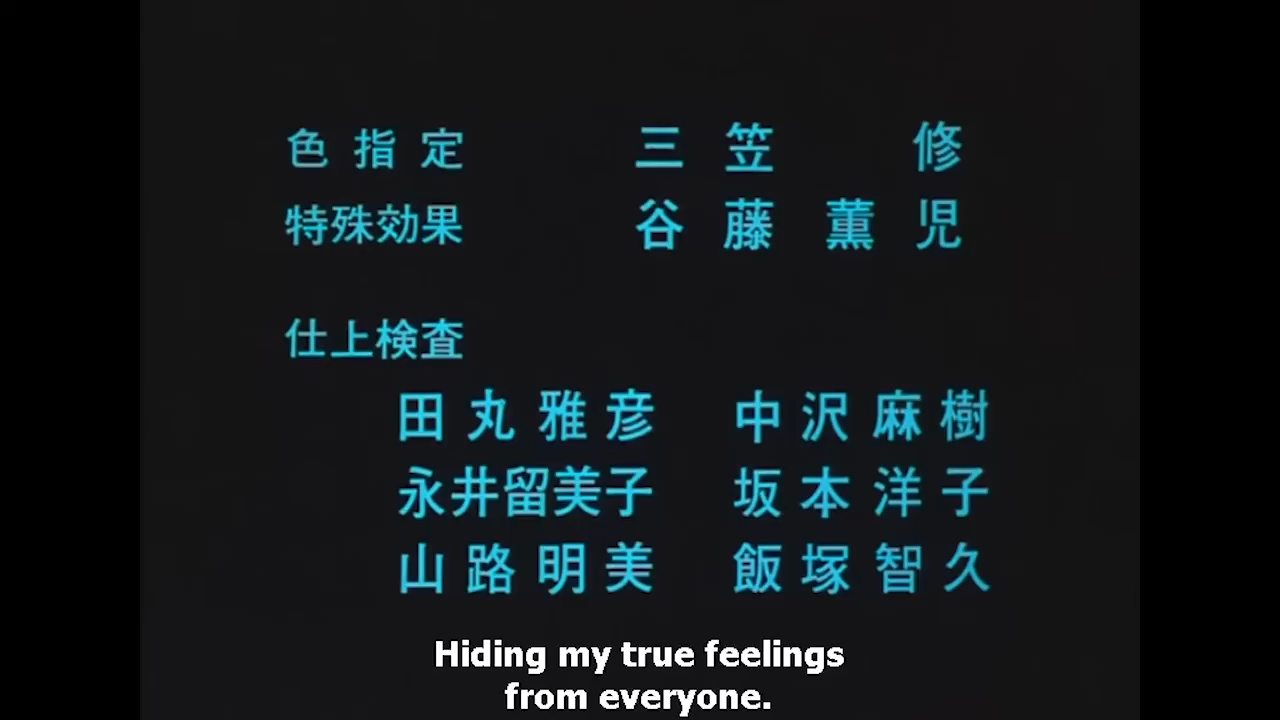 色指定 三笠 修
特殊効果 谷藤薫児
仕上検査
田丸雅彦 中沢麻樹
永井留美子 坂本洋子
山路明美 飯塚智久
Hiding my true feelings
from everyone.